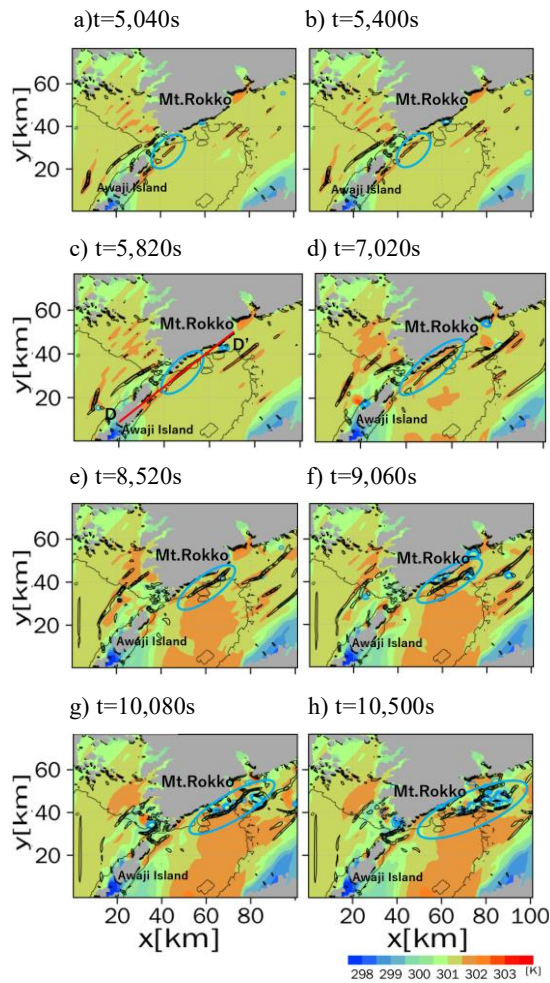 a)t=5,040s
b) t=5,400s
y[km]
60
40
20
Mt.Rokko
Awaji Island
Mt.Rokko
Awaji Island
c) t=5,820s
d) t=7,020s
y[km]
60
40
20
Mt.Rokko
D'
D
Awaji Island
Mt.Rokko
Awaji Island
e) t=8,520s
f) t=9,060s
y[km]
60
40
20
Mt.Rokko
Awaji Island
Mt.Rokko
Awaji Island
g) t=10,080s
h) t=10,500s
y[km]
60
40
20
Mt.Rokko
Awaji Island
Mt.Rokko
Awaji Island
20 40 60 80
20 40 60 80 100
x[km]
x[km]
298 299 300 301 302 303 [K]